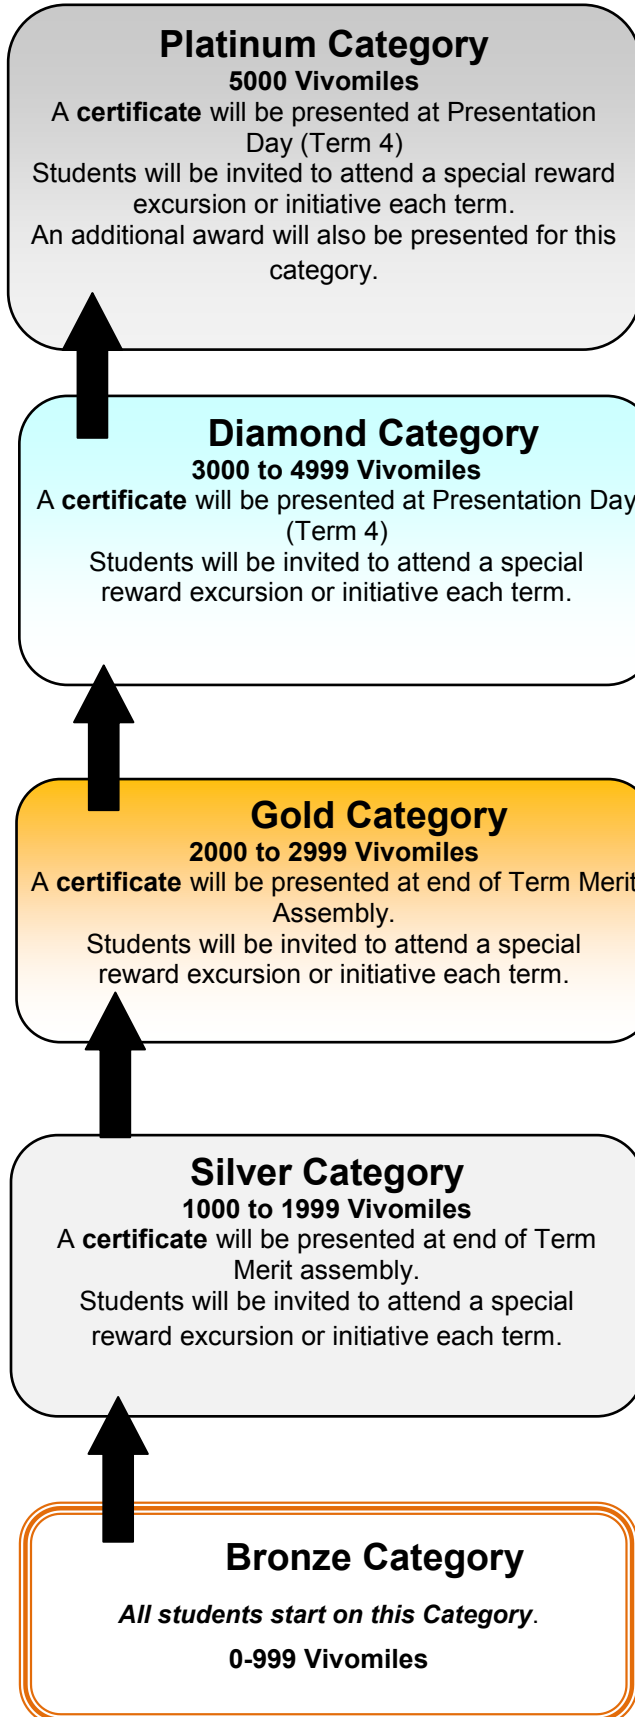 Platinum Category
5000 Vivomiles
A certificate will be presented at Presentation
Day (Term 4)
Students will be invited to attend a special reward
excursion or initiative each term.
An additional award will also be presented for this
category.
Diamond Category
3000 to 4999 Vivomiles
A certificate will be presented at Presentation Day
(Term 4)
Students will be invited to attend a special
reward excursion or initiative each term.
Gold Category
2000 to 2999 Vivomiles
A certificate will be presented at end of Term Merit
Assembly.
Students will be invited to attend a special
reward excursion or initiative each term.
Silver Category
1000 to 1999 Vivomiles
A certificate will be presented at end of Term
Merit assembly.
Students will be invited to attend a special
reward excursion or initiative each term.
Bronze Category
All students start on this Category.
0-999 Vivomiles